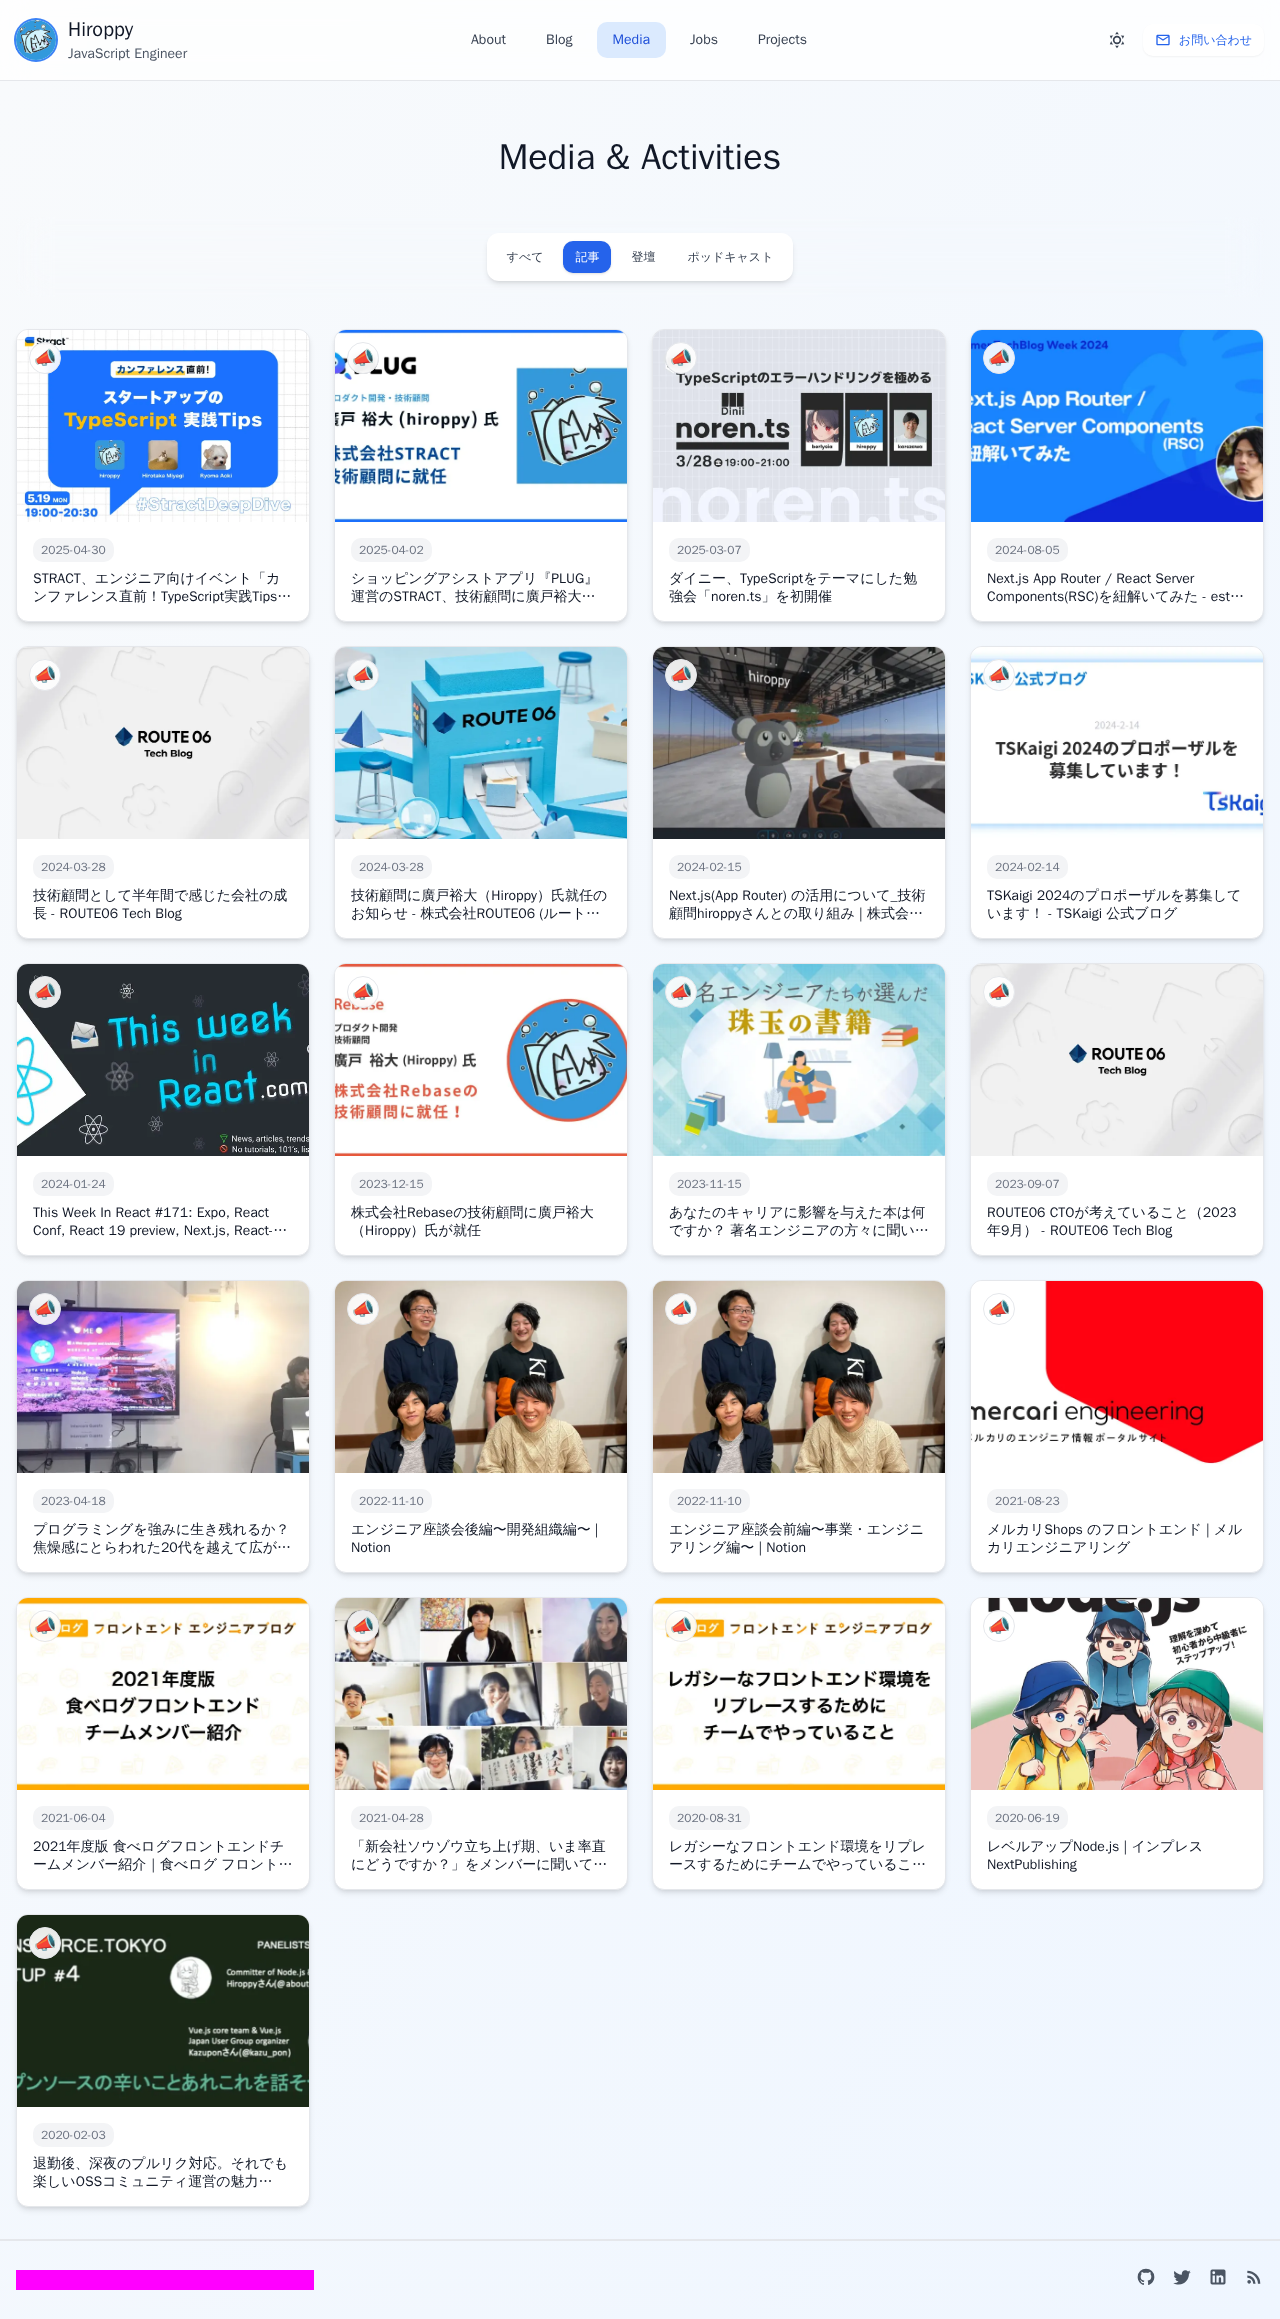 Hiroppy
JavaScript Engineer
About
Blog
Media
Jobs
Projects
お問い合わせ
Media & Activities
すべて
記事
登壇
ポッドキャスト
Stract
カンファレンス直前!
スタートアップの
TypeScript 実践Tips
Hiroppy
Hirotaka Miyagi
Ryoma Aoki
5.19 MON
19:00-20:30
#StractDeepDive
2025-04-30
STRACT、エンジニア向けイベント「カ
ンファレンス直前!TypeScript実践Tips…
PLUG
ロダクト開発・技術顧問
廣戸 裕大 (hiroppy) 氏
株式会社STRACT
技術顧問に就任
2025-04-02
ショッピングアシストアプリ『PLUG』
運営のSTRACT、技術顧問に廣戸裕大…
TypeScriptのエラーハンドリングを極める
Dinii
noren.ts
3/28 19:00-21:00
hiroppy
noren.ts
2025-03-07
ダイニー、TypeScriptをテーマにした勉
強会「noren.ts」を初開催
TechBlog Week 2024
ext.js App Router /
eact Server Components
(RSC)
紐解いてみた
2024-08-05
Next.js App Router / React Server
Components(RSC)を紐解いてみた - est…
ROUTE 06
Tech Blog
2024-03-28
技術顧問として半年間で感じた会社の成
長 - ROUTE06 Tech Blog
ROUTE 06
2024-03-28
技術顧問に廣戸裕大(Hiroppy)氏就任の
お知らせ - 株式会社ROUTE06 (ルート…
hiroppy
2024-02-15
Next.js(App Router) の活用について_技術
顧問hiroppyさんとの取り組み | 株式会…
公式ブログ
2024-2-14
TSKaigi 2024のプロポーザルを
募集しています!
TSKaig
2024-02-14
TSKaigi 2024のプロポーザルを募集して
います! - TSKaigi 公式ブログ
This week
in
React.com
News, articles, trends
No tutorials, 101's, lis
2024-01-24
This Week In React #171: Expo, React
Conf, React 19 preview, Next.js, React-…
Rebase
プロダクト開発
技術顧問
廣戸 裕大 (Hiroppy) 氏
株式会社Rebaseの
技術顧問に就任!
2023-12-15
株式会社Rebaseの技術顧問に廣戸裕大
(Hiroppy)氏が就任
名エンジニアたちが選んだ
珠玉の書籍
2023-11-15
あなたのキャリアに影響を与えた本は何
ですか? 著名エンジニアの方々に聞い…
ROUTE 06
Tech Blog
2023-09-07
ROUTE06 CTOが考えていること(2023
年9月) - ROUTE06 Tech Blog
ME
2023-04-18
プログラミングを強みに生き残れるか?
焦燥感にとらわれた20代を越えて広が…
2022-11-10
エンジニア座談会後編〜開発組織編〜 |
Notion
2022-11-10
エンジニア座談会前編〜事業・エンジニ
アリング編〜 | Notion
mercari engineering
メルカリのエンジニア情報ポータルサイト
2021-08-23
メルカリShops のフロントエンド | メル
カリエンジニアリング
ログ フロントエンド エンジニアブログ
2021年度版
食べログフロントエンド
チームメンバー紹介
2021-06-04
2021年度版 食べログフロントエンドチ
ームメンバー紹介 | 食べログ フロント…
2021-04-28
「新会社ソウゾウ立ち上げ期、いま率直
にどうですか?」をメンバーに聞いて…
ログ フロントエンド エンジニアブログ
レガシーなフロントエンド環境を
リプレースするために
チームでやっていること
2020-08-31
レガシーなフロントエンド環境をリプレ
ースするためにチームでやっているこ…
Node.js
理解を深めて
初心者から中級者に
ステップアップ!
2020-06-19
レベルアップNode.js | インプレス
NextPublishing
RCE.TOKYO
TUP #4
PANELISTS
Committer of Node.js
Hiroppyさん(@about
Vue.js core team & Vue.js
Japan User Group organizer
Kazuponさん(@kazu_pon)
プンソースの辛いことあれこれを話そ
2020-02-03
退勤後、深夜のプルリク対応。それでも
楽しいOSSコミュニティ運営の魅力…